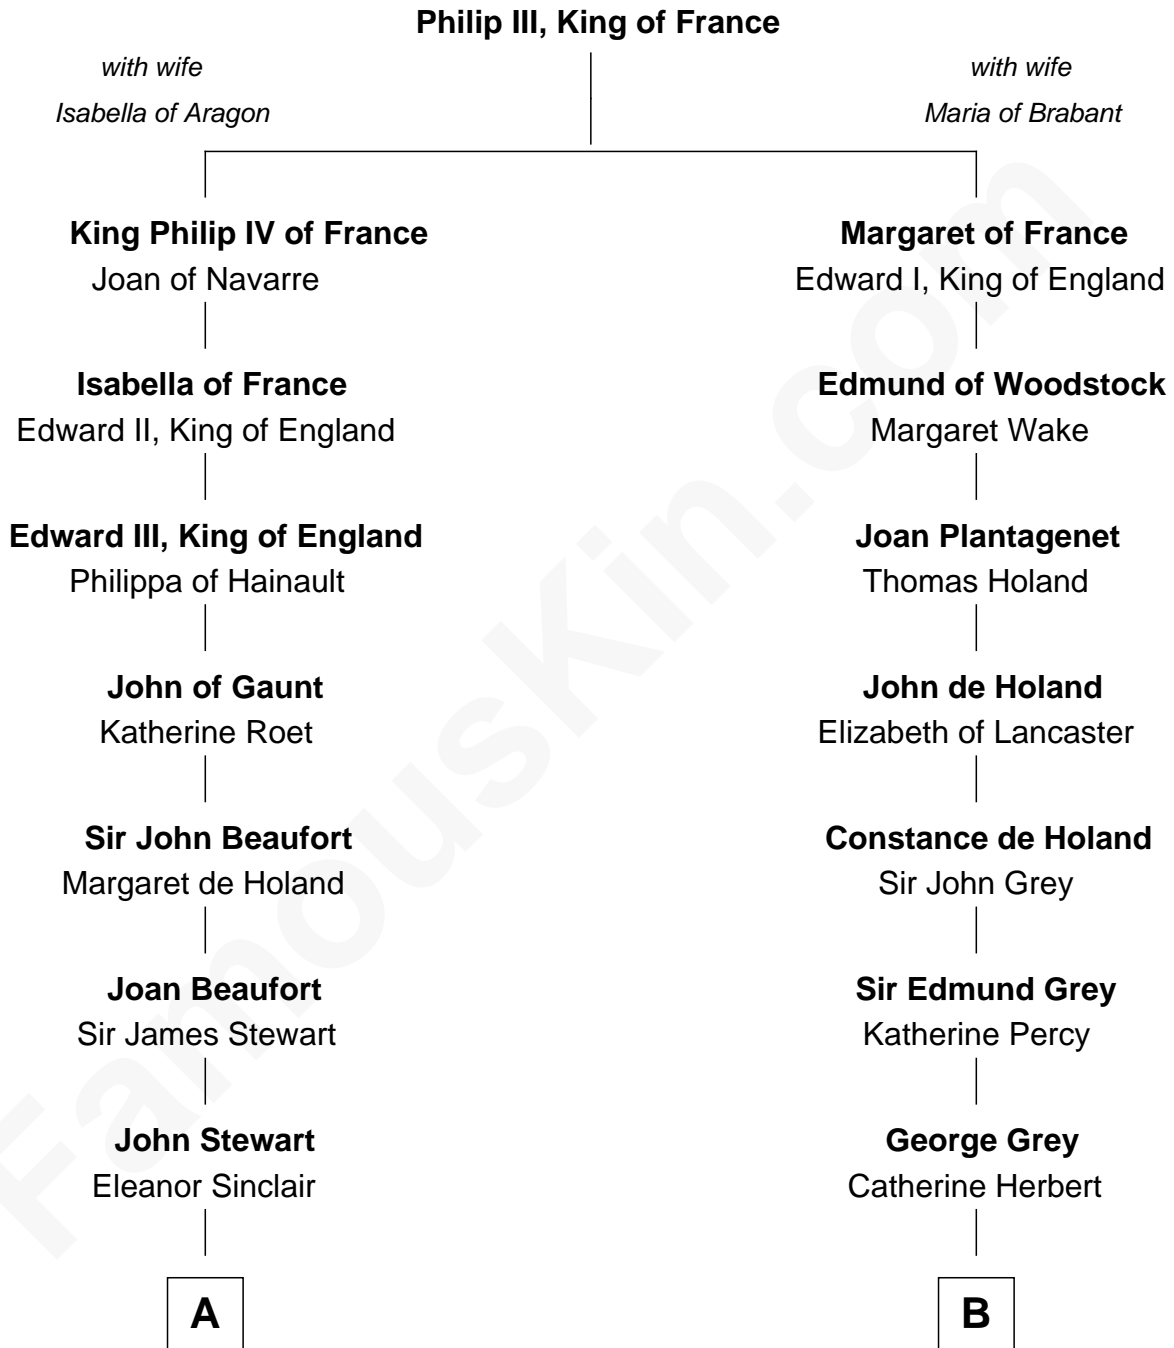 Philip III, King of France
with wife
Isabella of Aragon
with wife
Maria of Brabant
King Philip IV of France
Joan of Navarre
Margaret of France
Edward I, King of England
Isabella of France
Edward II, King of England
Edmund of Woodstock
Margaret Wake
Edward III, King of England
Philippa of Hainault
Joan Plantagenet
Thomas Holand
John of Gaunt
Katherine Roet
John de Holand
Elizabeth of Lancaster
Sir John Beaufort
Margaret de Holand
Constance de Holand
Sir John Grey
Joan Beaufort
Sir James Stewart
Sir Edmund Grey
Katherine Percy
John Stewart
Eleanor Sinclair
George Grey
Catherine Herbert
A
B
FamousKin.com